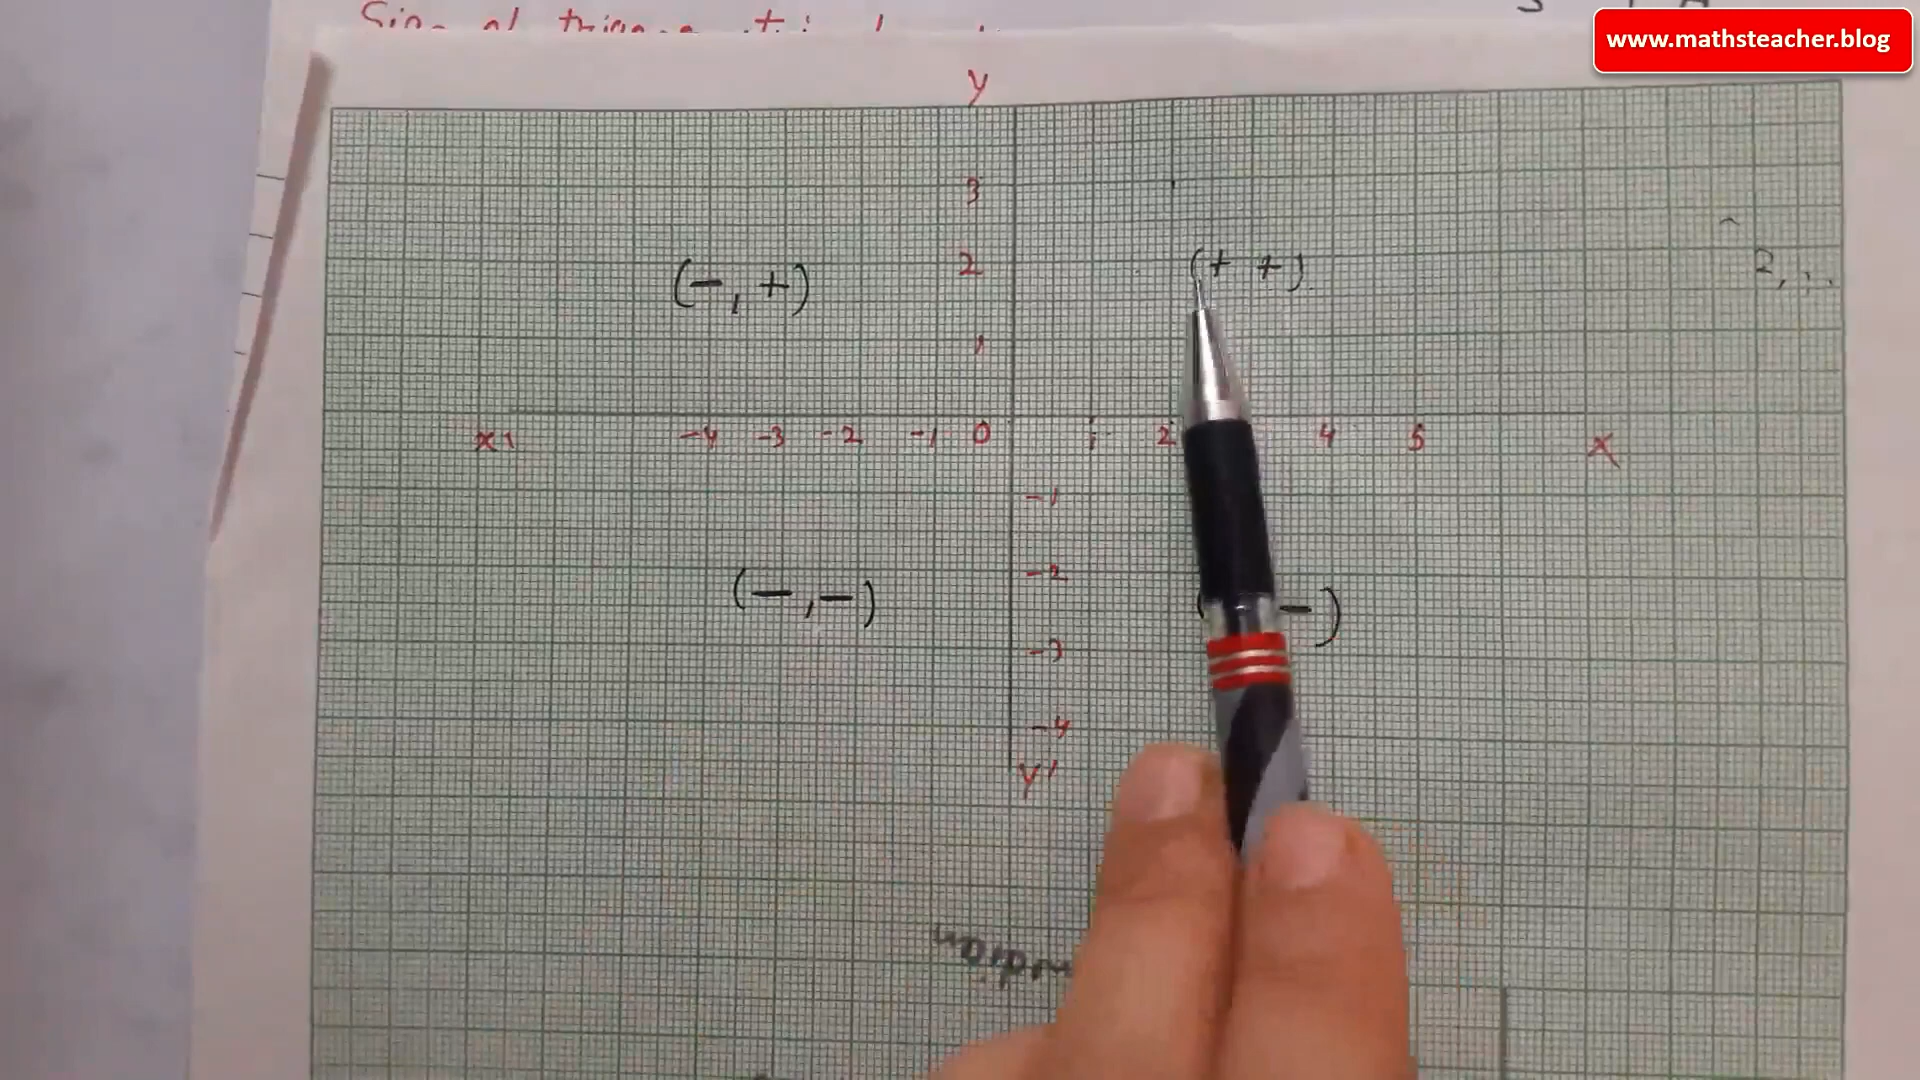 www.mathsteacher.blog
y
3
(-, +) 2 (+ +)
1
x' -4 -3 -2 -1 0 1 2 4 5 X
-1
-2
(-,-) -)
-3
-4
y'